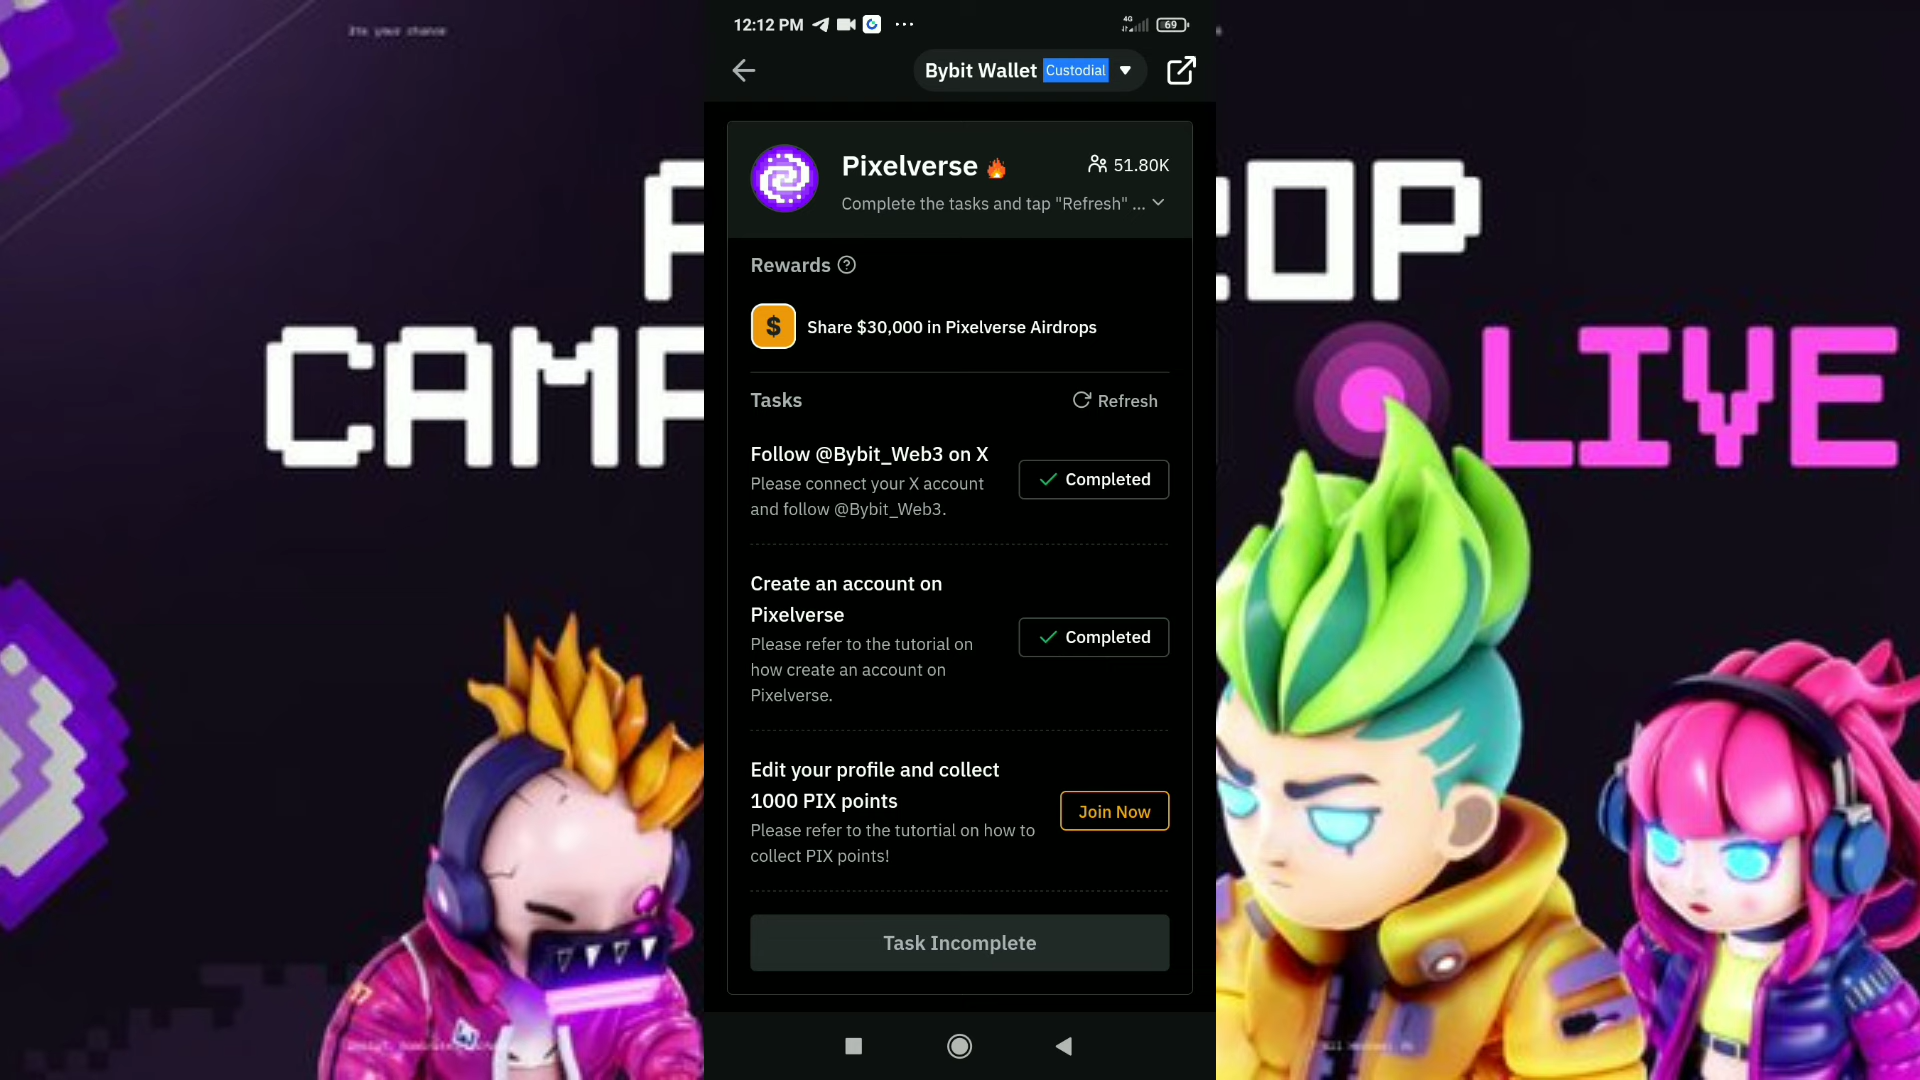 12:12 PM
4G
69
Bybit Wallet Custodial
Pixelverse 🔥
51.80K
Complete the tasks and tap "Refresh" ...
Rewards
$
Share $30,000 in Pixelverse Airdrops
Tasks
Refresh
Follow @Bybit_Web3 on X
Please connect your X account
and follow @Bybit_Web3.
Completed
Create an account on
Pixelverse
Please refer to the tutorial on
how create an account on
Pixelverse.
Completed
Edit your profile and collect
1000 PIX points
Please refer to the tutortial on how to
collect PIX points!
Join Now
Task Incomplete
OP
CAMP
LIVE